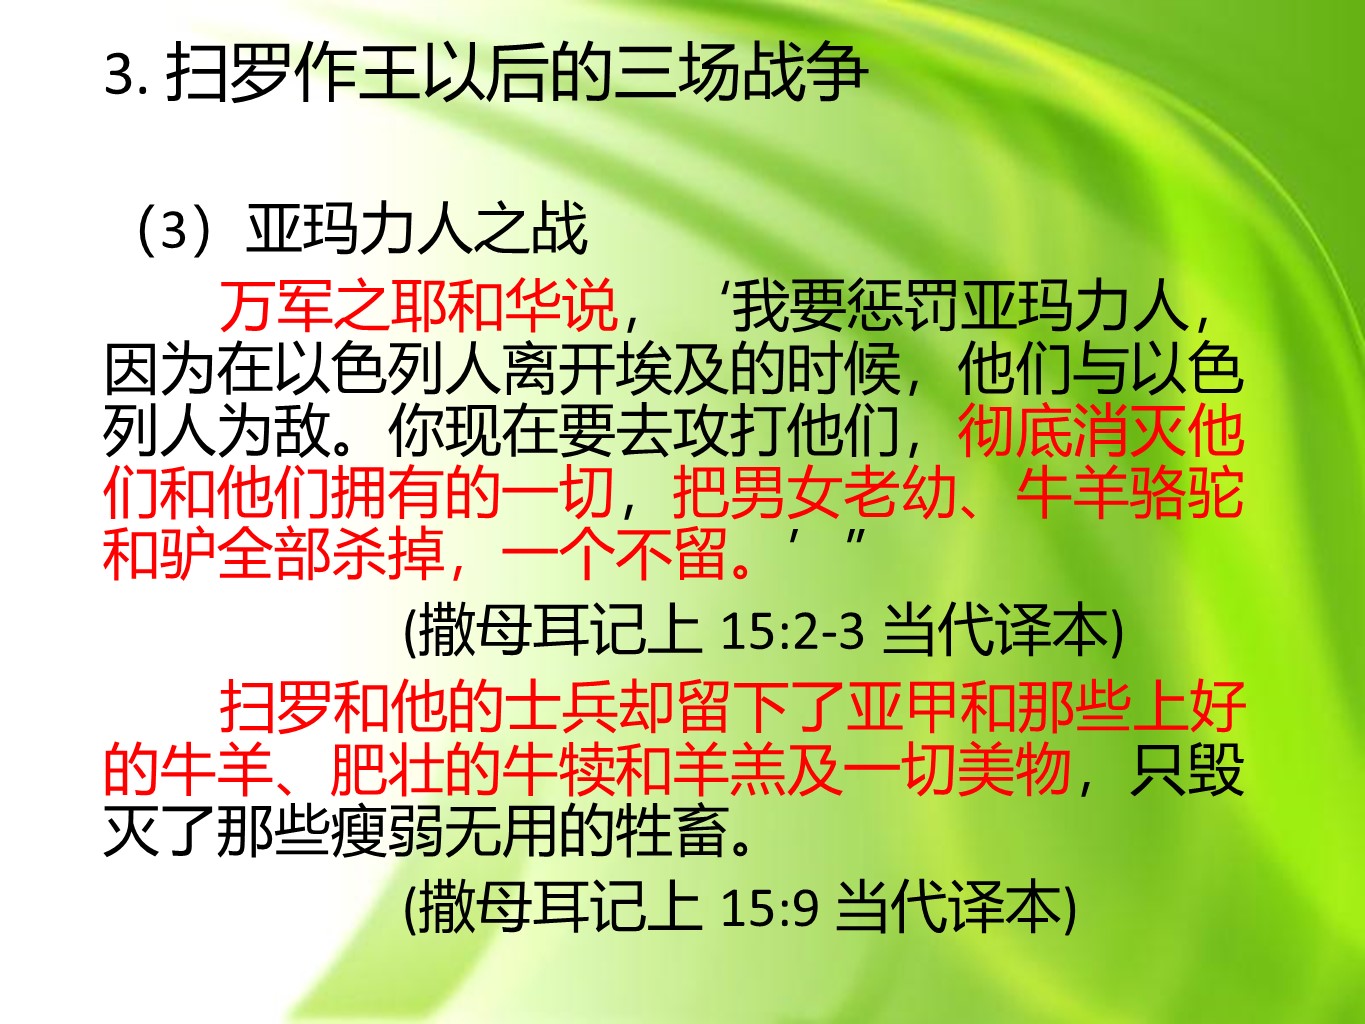 3. 扫罗作王以后的三场战争
（3）亚玛力人之战
万军之耶和华说，‘我要惩罚亚玛力人，
因为在以色列人离开埃及的时候，他们与以色
列人为敌。你现在要去攻打他们，彻底消灭他
们和他们拥有的一切，把男女老幼、牛羊骆驼
和驴全部杀掉，一个不留。’”
(撒母耳记上 15:2-3 当代译本)
扫罗和他的士兵却留下了亚甲和那些上好
的牛羊、肥壮的牛犊和羊羔及一切美物，只毁
灭了那些瘦弱无用的牲畜。
(撒母耳记上 15:9 当代译本)